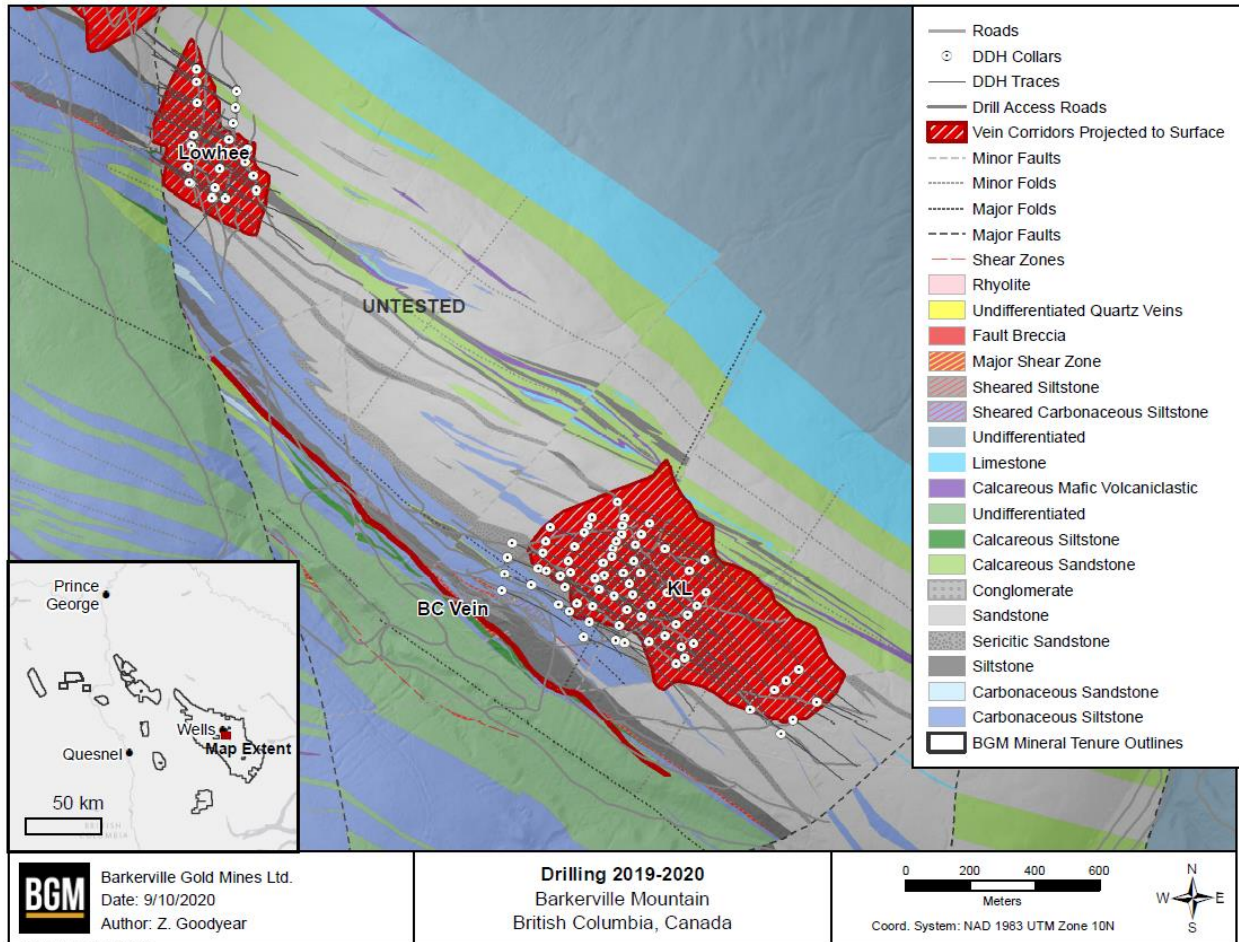 Lowhee
UNTESTED
BC Vein
KL
Roads
DDH Collars
DDH Traces
Drill Access Roads
Vein Corridors Projected to Surface
Minor Faults
Minor Folds
Major Folds
Major Faults
Shear Zones
Rhyolite
Undifferentiated Quartz Veins
Fault Breccia
Major Shear Zone
Sheared Siltstone
Sheared Carbonaceous Siltstone
Undifferentiated
Limestone
Calcareous Mafic Volcaniclastic
Undifferentiated
Calcareous Siltstone
Calcareous Sandstone
Conglomerate
Sandstone
Sericitic Sandstone
Siltstone
Carbonaceous Sandstone
Carbonaceous Siltstone
BGM Mineral Tenure Outlines
Prince
George
Wells
Map Extent
Quesnel
50 km
BRITISH
COLUMBIA
BGM
Barkerville Gold Mines Ltd.
Date: 9/10/2020
Author: Z. Goodyear
Drilling 2019-2020
Barkerville Mountain
British Columbia, Canada
0 200 400 600
Meters
Coord. System: NAD 1983 UTM Zone 10N
N
W E
S